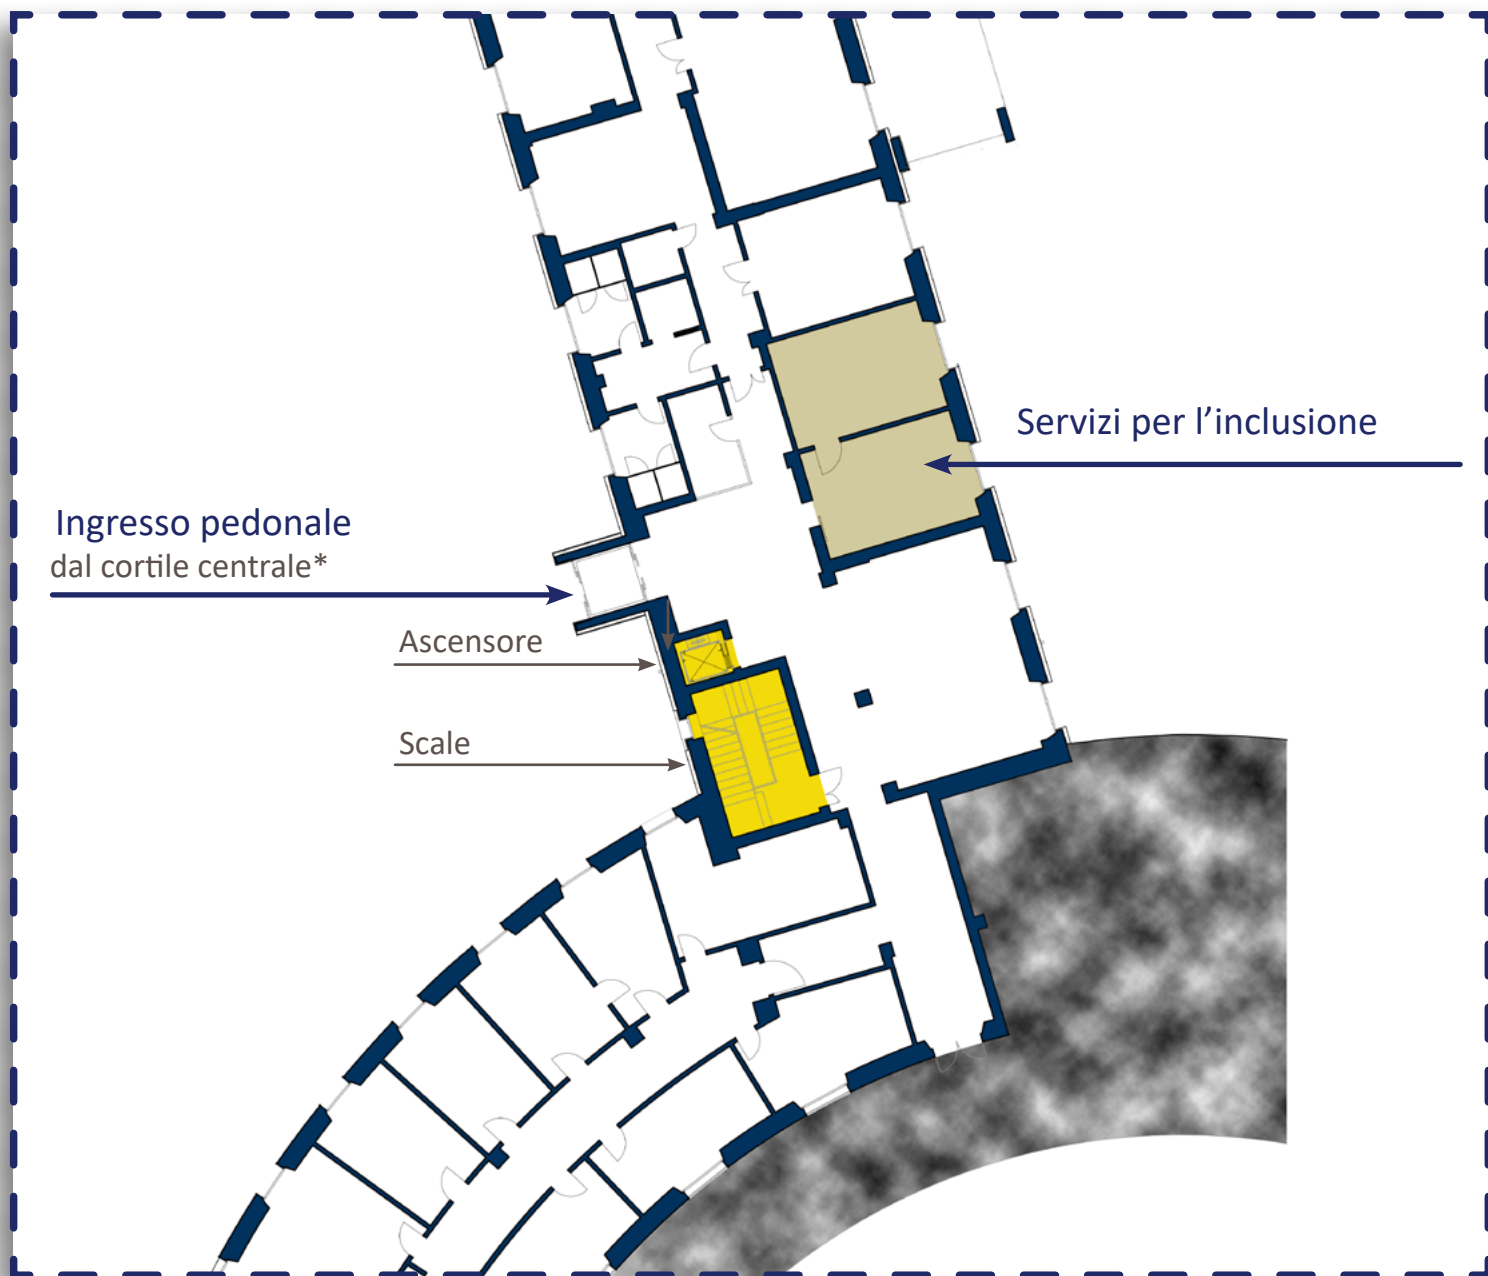 Servizi per l’inclusione
Ingresso pedonale
dal cortile centrale*
Ascensore
Scale